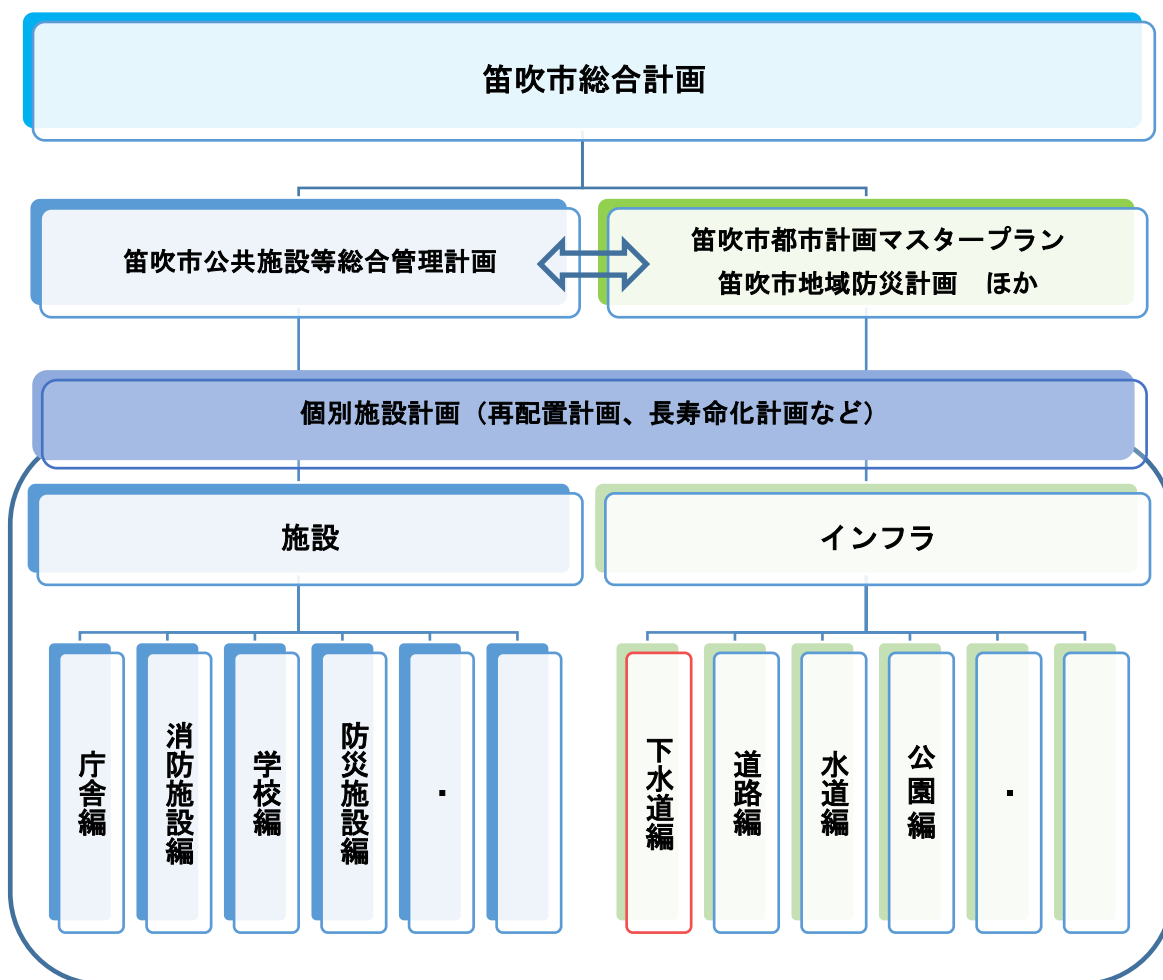 笛吹市総合計画
笛吹市公共施設等総合管理計画
笛吹市都市計画マスタープラン
笛吹市地域防災計画　ほか
個別施設計画（再配置計画、長寿命化計画など）
施設
インフラ
庁舎編
消防施設編
学校編
防災施設編
・
下水道編
道路編
水道編
公園編
・